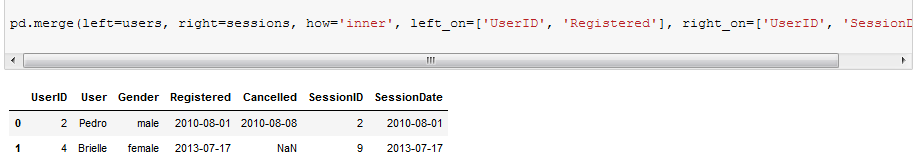 pd.merge(left=users, right=sessions, how='inner', left_on=['UserID', 'Registered'], right_on=['UserID', 'SessionD
UserID User Gender Registered Cancelled SessionID SessionDate
0 2 Pedro male 2010-08-01 2010-08-08 2 2010-08-01
1 4 Brielle female 2013-07-17 NaN 9 2013-07-17